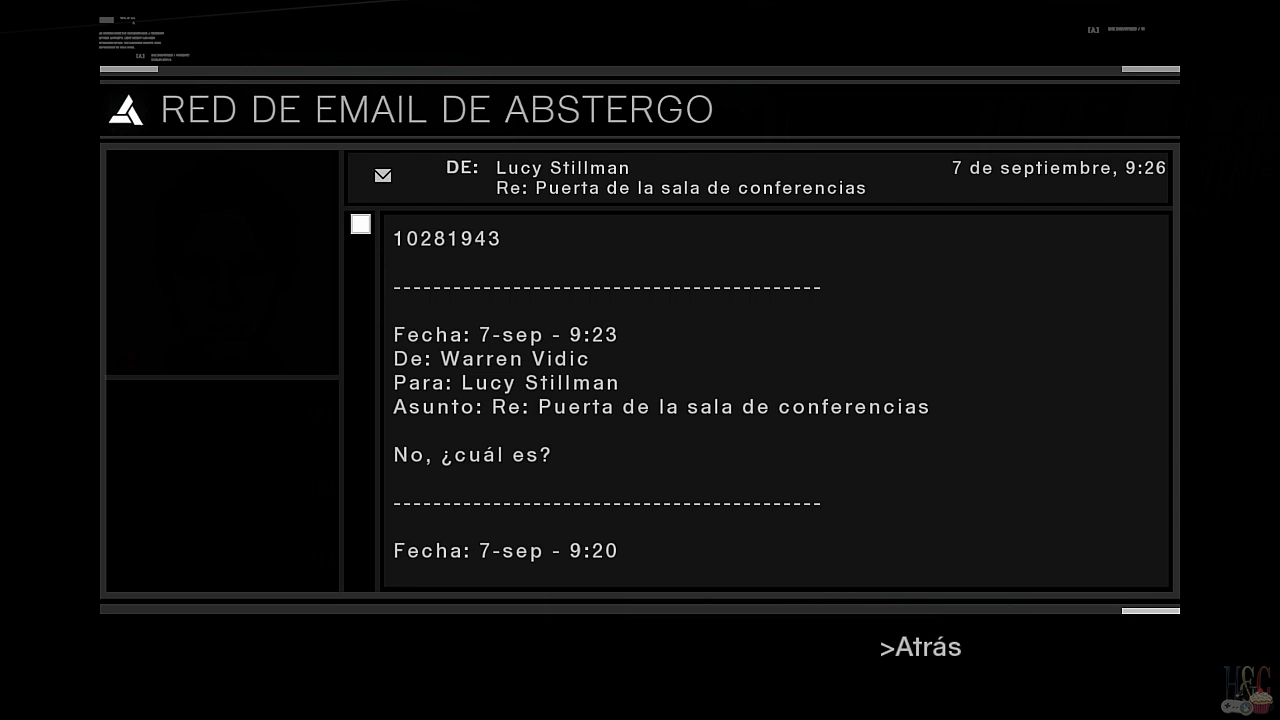 RED DE EMAIL DE ABSTERGO
DE: Lucy Stillman 7 de septiembre, 9:26
Re: Puerta de la sala de conferencias
10281943
-------------------------------------------
Fecha: 7-sep - 9:23
De: Warren Vidic
Para: Lucy Stillman
Asunto: Re: Puerta de la sala de conferencias
No, ¿cuál es?
-------------------------------------------
Fecha: 7-sep - 9:20
>Atrás
H&C